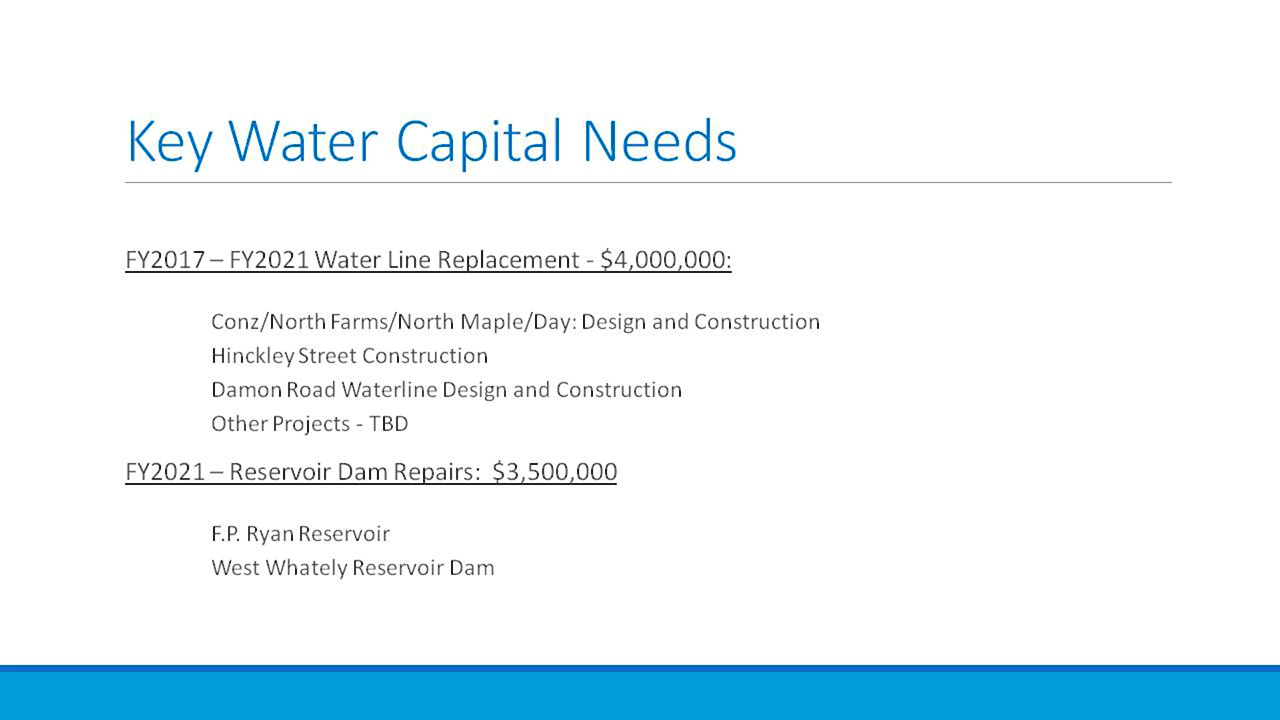 Key Water Capital Needs
FY2017 – FY2021 Water Line Replacement - $4,000,000:
Conz/North Farms/North Maple/Day: Design and Construction
Hinckley Street Construction
Damon Road Waterline Design and Construction
Other Projects - TBD
FY2021 – Reservoir Dam Repairs:  $3,500,000
F.P. Ryan Reservoir
West Whately Reservoir Dam